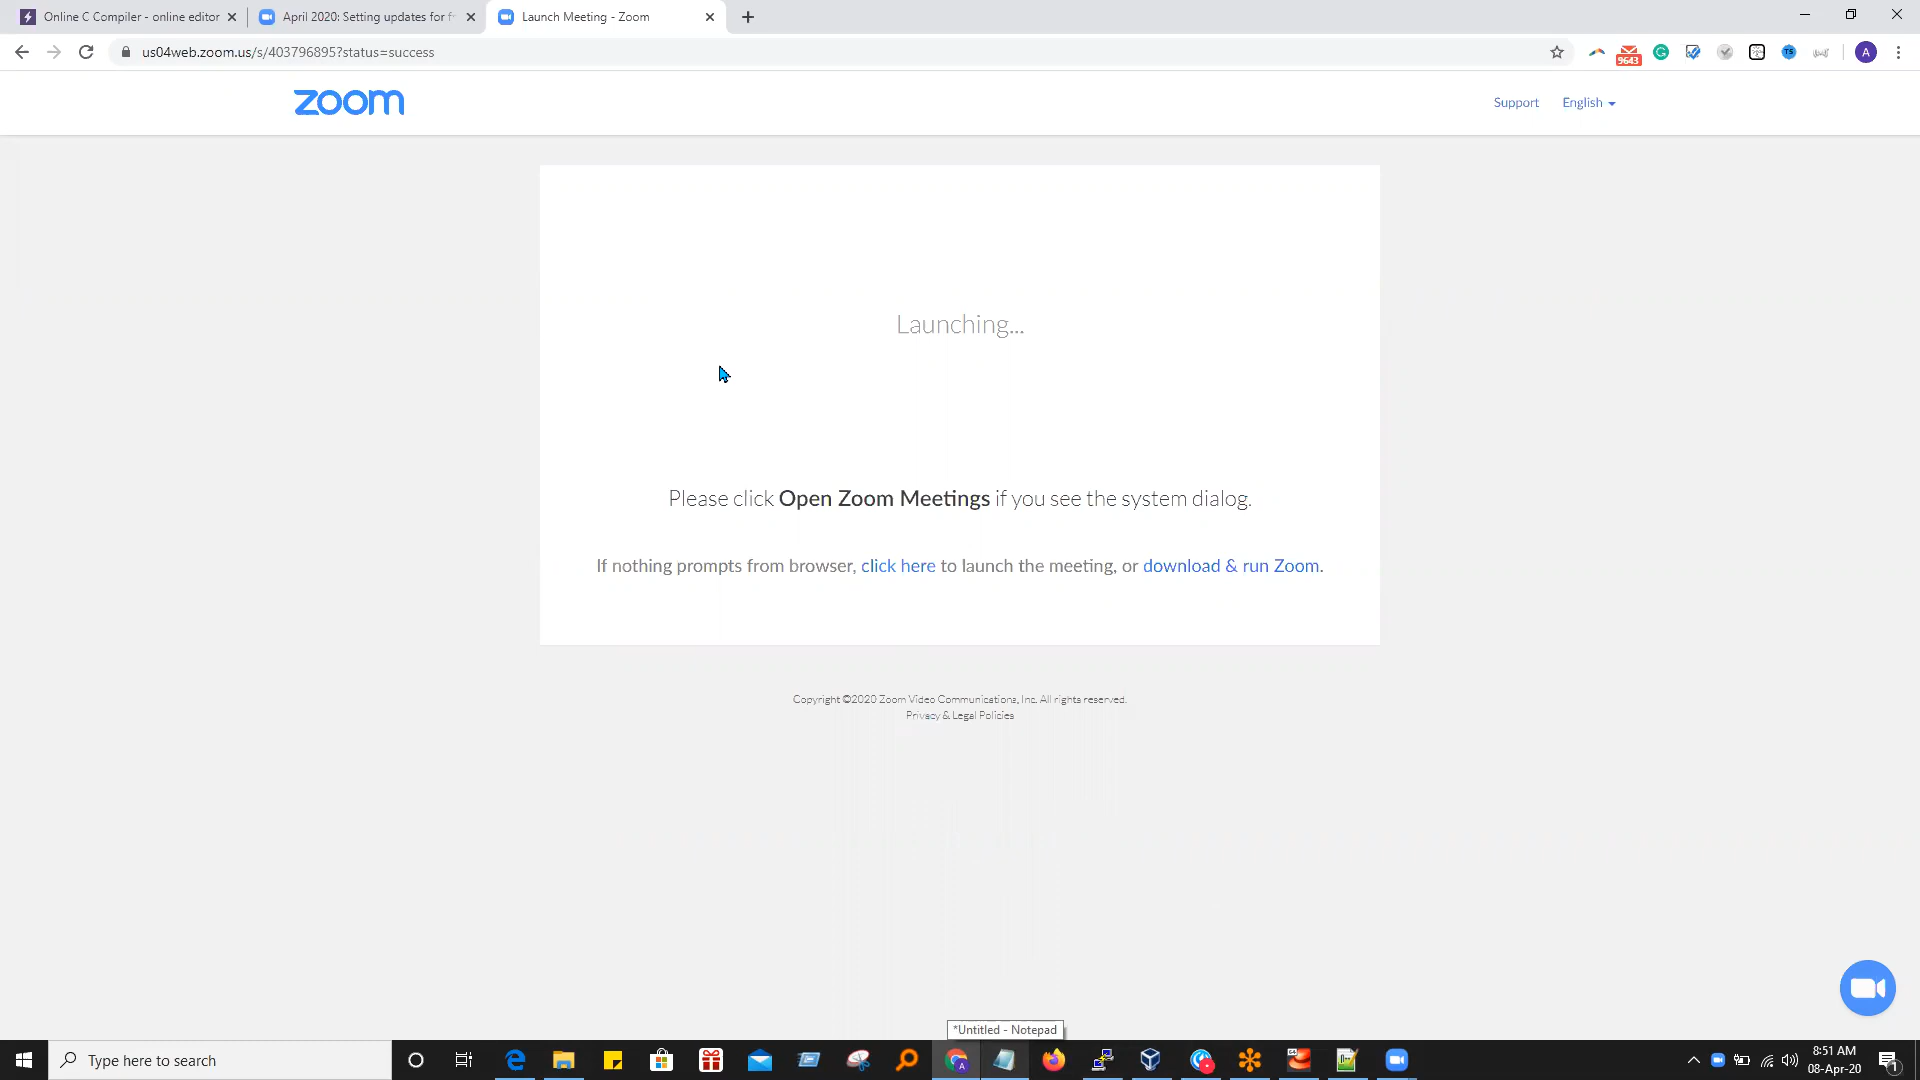 Online C Compiler - online editor
April 2020: Setting updates for f
Launch Meeting - Zoom
us04web.zoom.us/s/403796895?status=success
9643
TS
A
zoom
Support
English
Launching...
Please click Open Zoom Meetings if you see the system dialog.
If nothing prompts from browser, click here to launch the meeting, or download & run Zoom.
Copyright ©2020 Zoom Video Communications, Inc. All rights reserved.
Privacy & Legal Policies
*Untitled - Notepad
Type here to search
8:51 AM
08-Apr-20
1